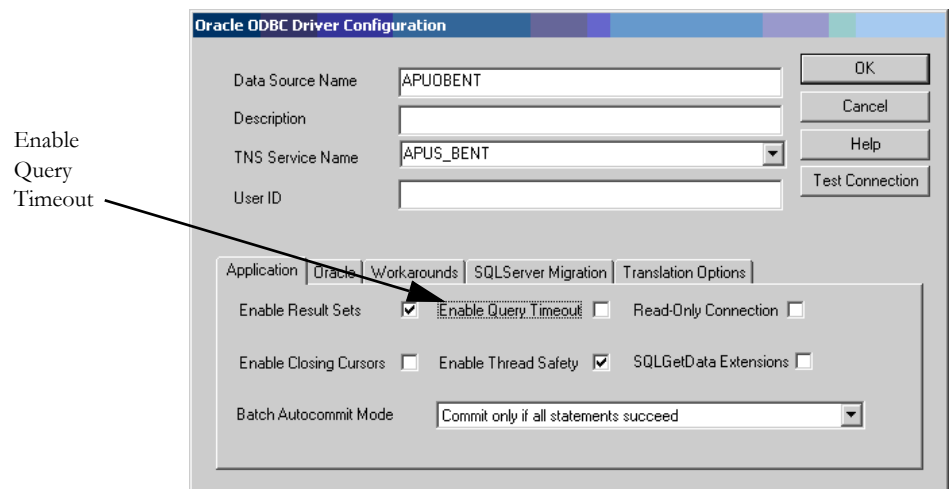 Oracle ODBC Driver Configuration
Data Source Name APUOBENT OK
Description Cancel
TNS Service Name APUS_BENT Help
User ID Test Connection
Enable
Query
Timeout
Application Oracle Workarounds SQLServer Migration Translation Options
Enable Result Sets Enable Query Timeout Read-Only Connection
Enable Closing Cursors Enable Thread Safety SQLGetData Extensions
Batch Autocommit Mode Commit only if all statements succeed